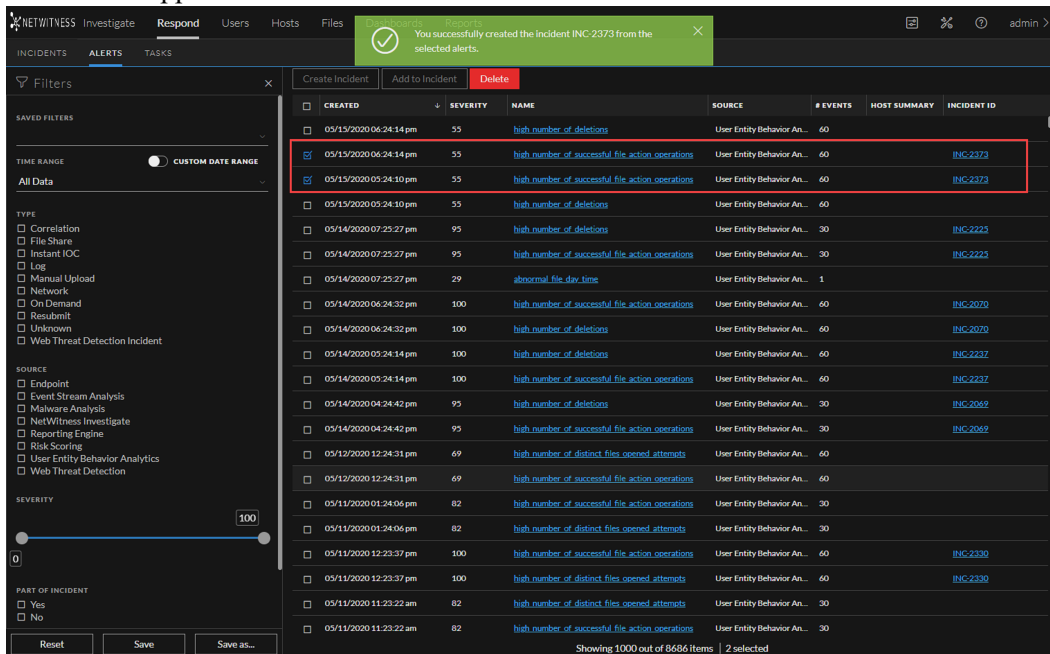 NETWITNESS Investigate Respond Users Hosts Files Dashboards Reports admin
You successfully created the incident INC-2373 from the
selected alerts.
INCIDENTS ALERTS TASKS
Filters
SAVED FILTERS
TIME RANGE CUSTOM DATE RANGE
All Data
TYPE
Correlation
File Share
Instant IOC
Log
Manual Upload
Network
On Demand
Resubmit
Unknown
Web Threat Detection Incident
SOURCE
Endpoint
Event Stream Analysis
Malware Analysis
NetWitness Investigate
Reporting Engine
Risk Scoring
User Entity Behavior Analytics
Web Threat Detection
SEVERITY
100
0
PART OF INCIDENT
Yes
No
Reset Save Save as...
Create Incident Add to Incident Delete
CREATED SEVERITY NAME SOURCE # EVENTS HOST SUMMARY INCIDENT ID
05/15/2020 06:24:14 pm 55 high number of deletions User Entity Behavior An... 60
05/15/2020 06:24:14 pm 55 high number of successful file action operations User Entity Behavior An... 60 INC-2373
05/15/2020 05:24:10 pm 55 high number of successful file action operations User Entity Behavior An... 60 INC-2373
05/15/2020 05:24:10 pm 55 high number of deletions User Entity Behavior An... 60
05/14/2020 07:25:27 pm 95 high number of deletions User Entity Behavior An... 30 INC-2225
05/14/2020 07:25:27 pm 95 high number of successful file action operations User Entity Behavior An... 30 INC-2225
05/14/2020 07:25:27 pm 29 abnormal file day time User Entity Behavior An... 1
05/14/2020 06:24:32 pm 100 high number of successful file action operations User Entity Behavior An... 60 INC-2070
05/14/2020 06:24:32 pm 100 high number of deletions User Entity Behavior An... 60 INC-2070
05/14/2020 05:24:14 pm 100 high number of deletions User Entity Behavior An... 60 INC-2237
05/14/2020 05:24:14 pm 100 high number of successful file action operations User Entity Behavior An... 60 INC-2237
05/14/2020 04:24:42 pm 95 high number of deletions User Entity Behavior An... 30 INC-2069
05/14/2020 04:24:42 pm 95 high number of successful file action operations User Entity Behavior An... 30 INC-2069
05/12/2020 12:24:31 pm 69 high number of distinct files opened attempts User Entity Behavior An... 60
05/12/2020 12:24:31 pm 69 high number of successful file action operations User Entity Behavior An... 60
05/11/2020 01:24:06 pm 82 high number of successful file action operations User Entity Behavior An... 30
05/11/2020 01:24:06 pm 82 high number of distinct files opened attempts User Entity Behavior An... 30
05/11/2020 12:23:37 pm 100 high number of successful file action operations User Entity Behavior An... 60 INC-2330
05/11/2020 12:23:37 pm 100 high number of distinct files opened attempts User Entity Behavior An... 60 INC-2330
05/11/2020 11:23:22 am 82 high number of distinct files opened attempts User Entity Behavior An... 30
05/11/2020 11:23:22 am 82 high number of successful file action operations User Entity Behavior An... 30
Showing 1000 out of 8686 items | 2 selected